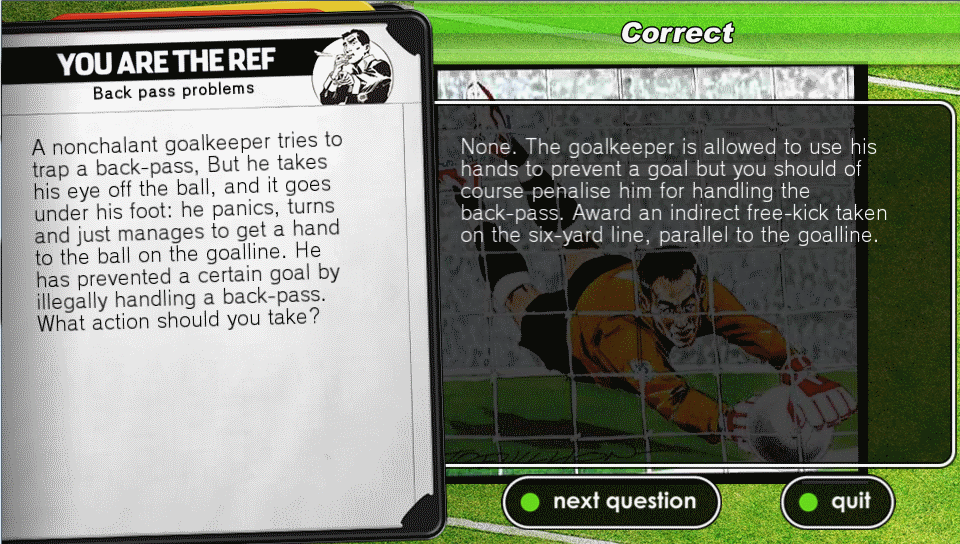 YOU ARE THE REF
Back pass problems
A nonchalant goalkeeper tries to
trap a back-pass, But he takes
his eye off the ball, and it goes
under his foot: he panics, turns
and just manages to get a hand
to the ball on the goalline. He
has prevented a certain goal by
illegally handling a back-pass.
What action should you take?
Correct
None. The goalkeeper is allowed to use his
hands to prevent a goal but you should of
course penalise him for handling the
back-pass. Award an indirect free-kick taken
on the six-yard line, parallel to the goalline.
next question
quit